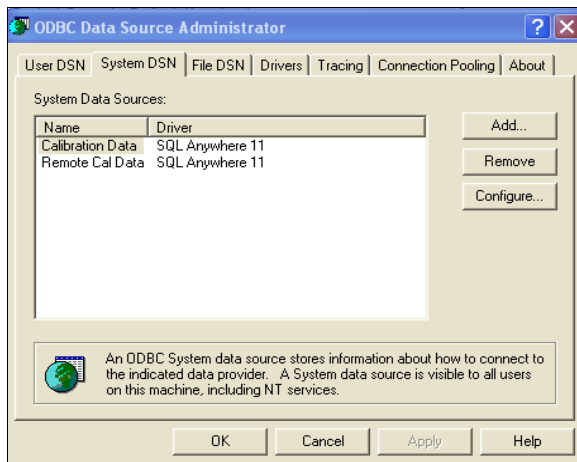 ODBC Data Source Administrator
User DSN System DSN File DSN Drivers Tracing Connection Pooling About
System Data Sources:
Name Driver
Calibration Data SQL Anywhere 11
Remote Cal Data SQL Anywhere 11
Add...
Remove
Configure...
An ODBC System data source stores information about how to connect to
the indicated data provider. A System data source is visible to all users
on this machine, including NT services.
OK Cancel Apply Help